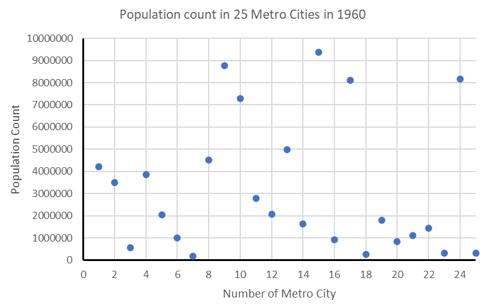 Population count in 25 Metro Cities in 1960
10000000
9000000
8000000
7000000
6000000
5000000
4000000
3000000
2000000
1000000
0
Population Count
0 2 4 6 8 10 12 14 16 18 20 22 24
Number of Metro City